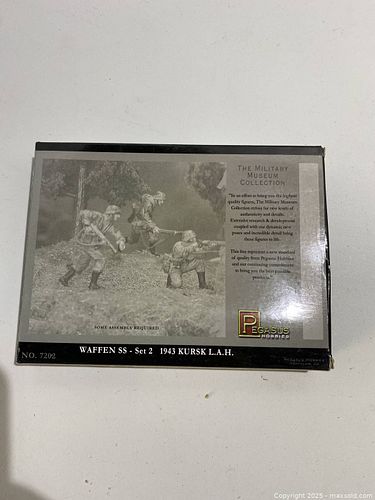 THE MILITARY
MUSEUM
COLLECTION
"In an effort to bring you the highest
quality figures, The Military Museum
Collection strives for new levels of
authenticity and details.
Extensive research & development
coupled with our dynamic new
poses and incredible detail bring
these figures to life.
This line represents a new standard
of quality from Pegasus Hobbies
and our continuing commitment
to bring you the best possible
products."
SOME ASSEMBLY REQUIRED
PEGASUS
HOBBIES
NO. 7202
WAFFEN SS - Set 2 1943 KURSK L.A.H.
PEGASUS HOBBIES
Copyright 2025 - maxsold.com